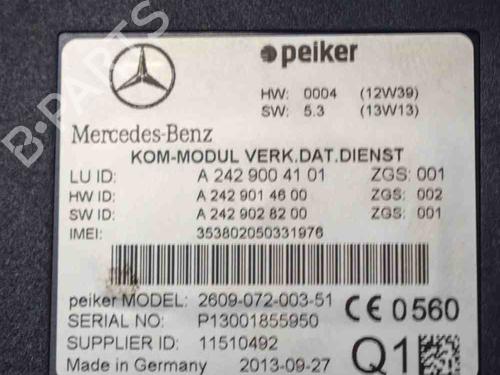 peiker
HW: 0004 (12W39)
SW: 5.3 (13W13)
Mercedes-Benz
KOM-MODUL VERK.DAT.DIENST
LU ID: A 242 900 41 01 ZGS: 001
HW ID: A 242 901 46 00 ZGS: 002
SW ID: A 242 902 82 00 ZGS: 001
IMEI: 353802050331976
peiker MODEL: 2609-072-003-51
CE 0560
SERIAL NO: P13001855950
SUPPLIER ID: 11510492
Made in Germany 2013-09-27
Q1
B-PARTS